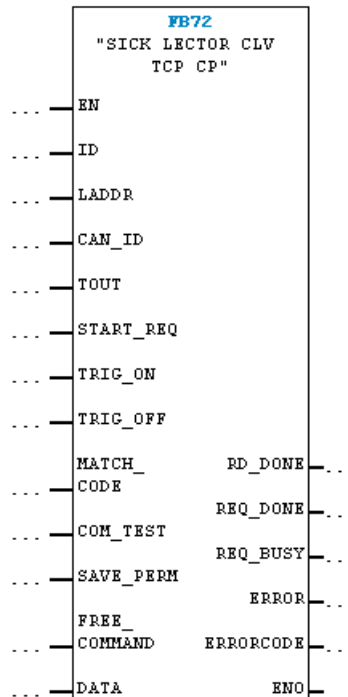 FB72
"SICK LECTOR CLV
TCP CP"
... EN
... ID
... LADDR
... CAN_ID
... TOUT
... START_REQ
... TRIG_ON
... TRIG_OFF
MATCH_ RD_DONE ..
... CODE
REQ_DONE ..
... COM_TEST
REQ_BUSY ..
... SAVE_PERM
ERROR ..
FREE_
... COMMAND ERRORCODE ..
... DATA ENO